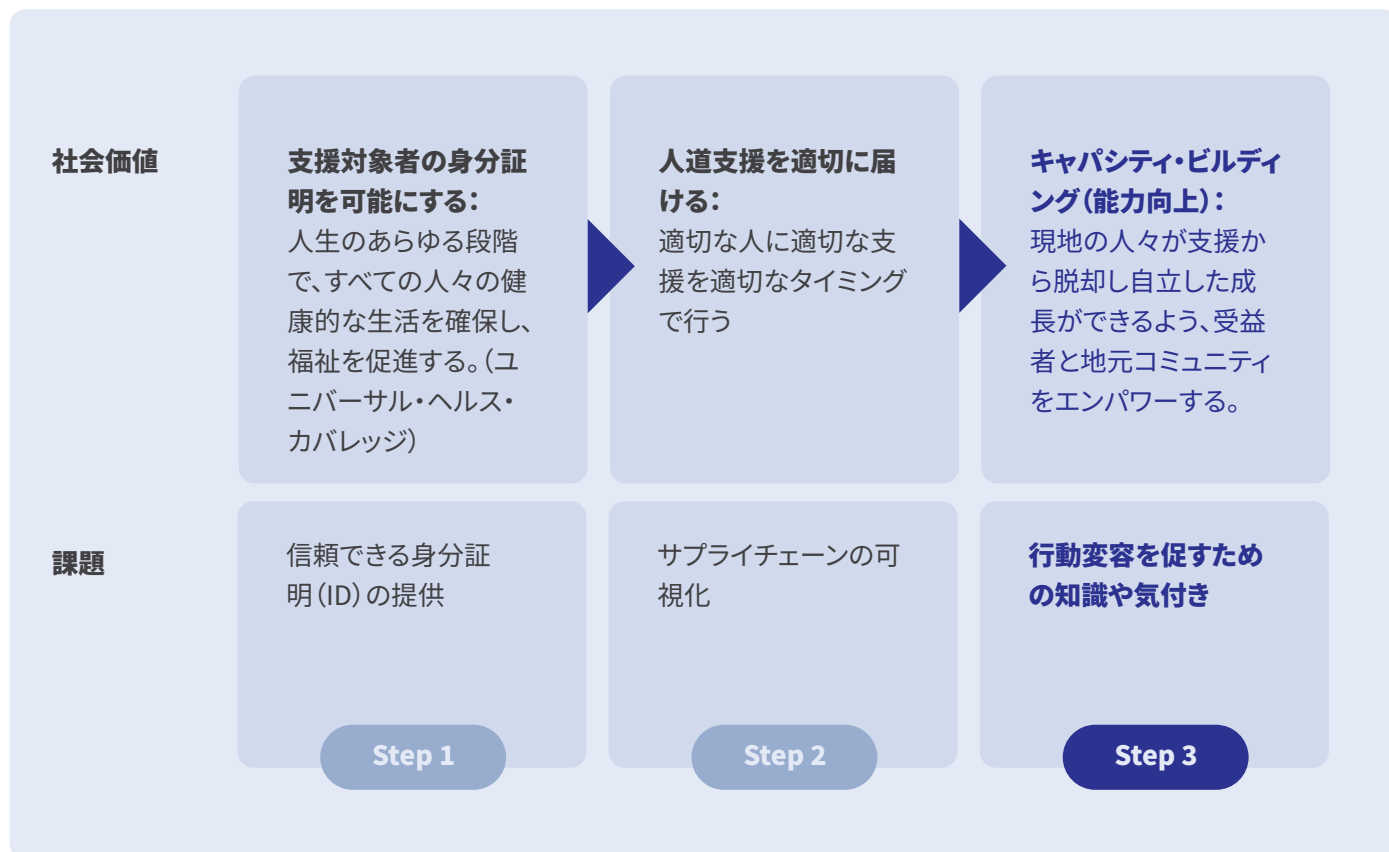 社会価値
支援対象者の身分証
明を可能にする：
人生のあらゆる段階
で、すべての人々の健
康的な生活を確保し、
福祉を促進する。（ユ
ニバーサル・ヘルス・
カバレッジ）
人道支援を適切に届
ける：
適切な人に適切な支
援を適切なタイミング
で行う
キャパシティ・ビルディ
ング（能力向上）：
現地の人々が支援か
ら脱却し自立した成
長ができるよう、受益
者と地元コミュニティ
をエンパワーする。
課題
信頼できる身分証
明（ID）の提供
サプライチェーンの可
視化
行動変容を促すため
の知識や気付き
Step 1
Step 2
Step 3